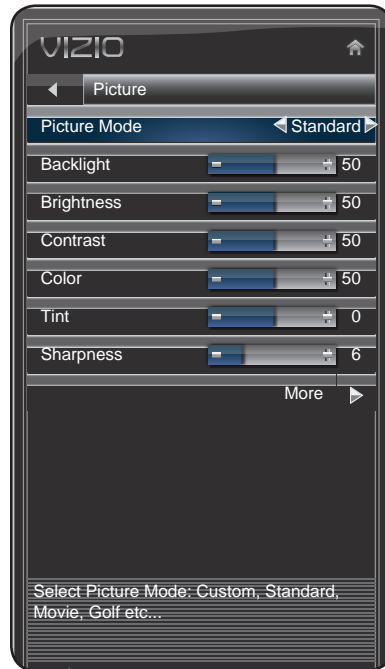 VIZIO
Picture
Picture Mode Standard
Backlight 50
Brightness 50
Contrast 50
Color 50
Tint 0
Sharpness 6
More
Select Picture Mode: Custom, Standard,
Movie, Golf etc...